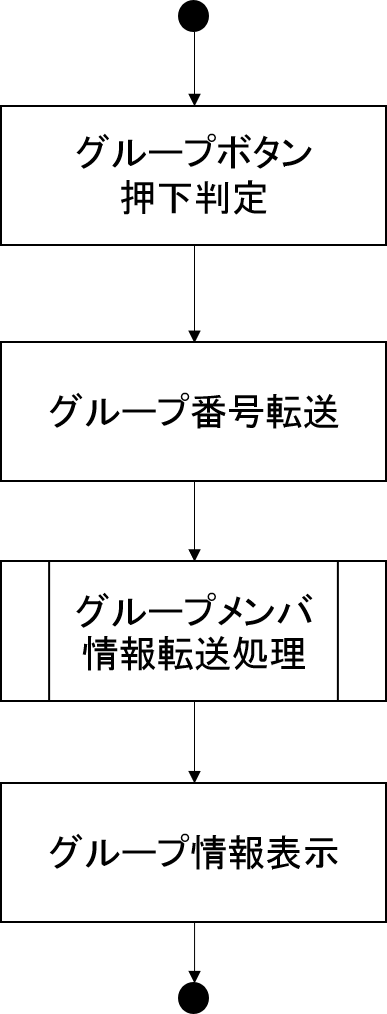 グループボタン
押下判定
グループ番号転送
グループメンバ
情報転送処理
グループ情報表示